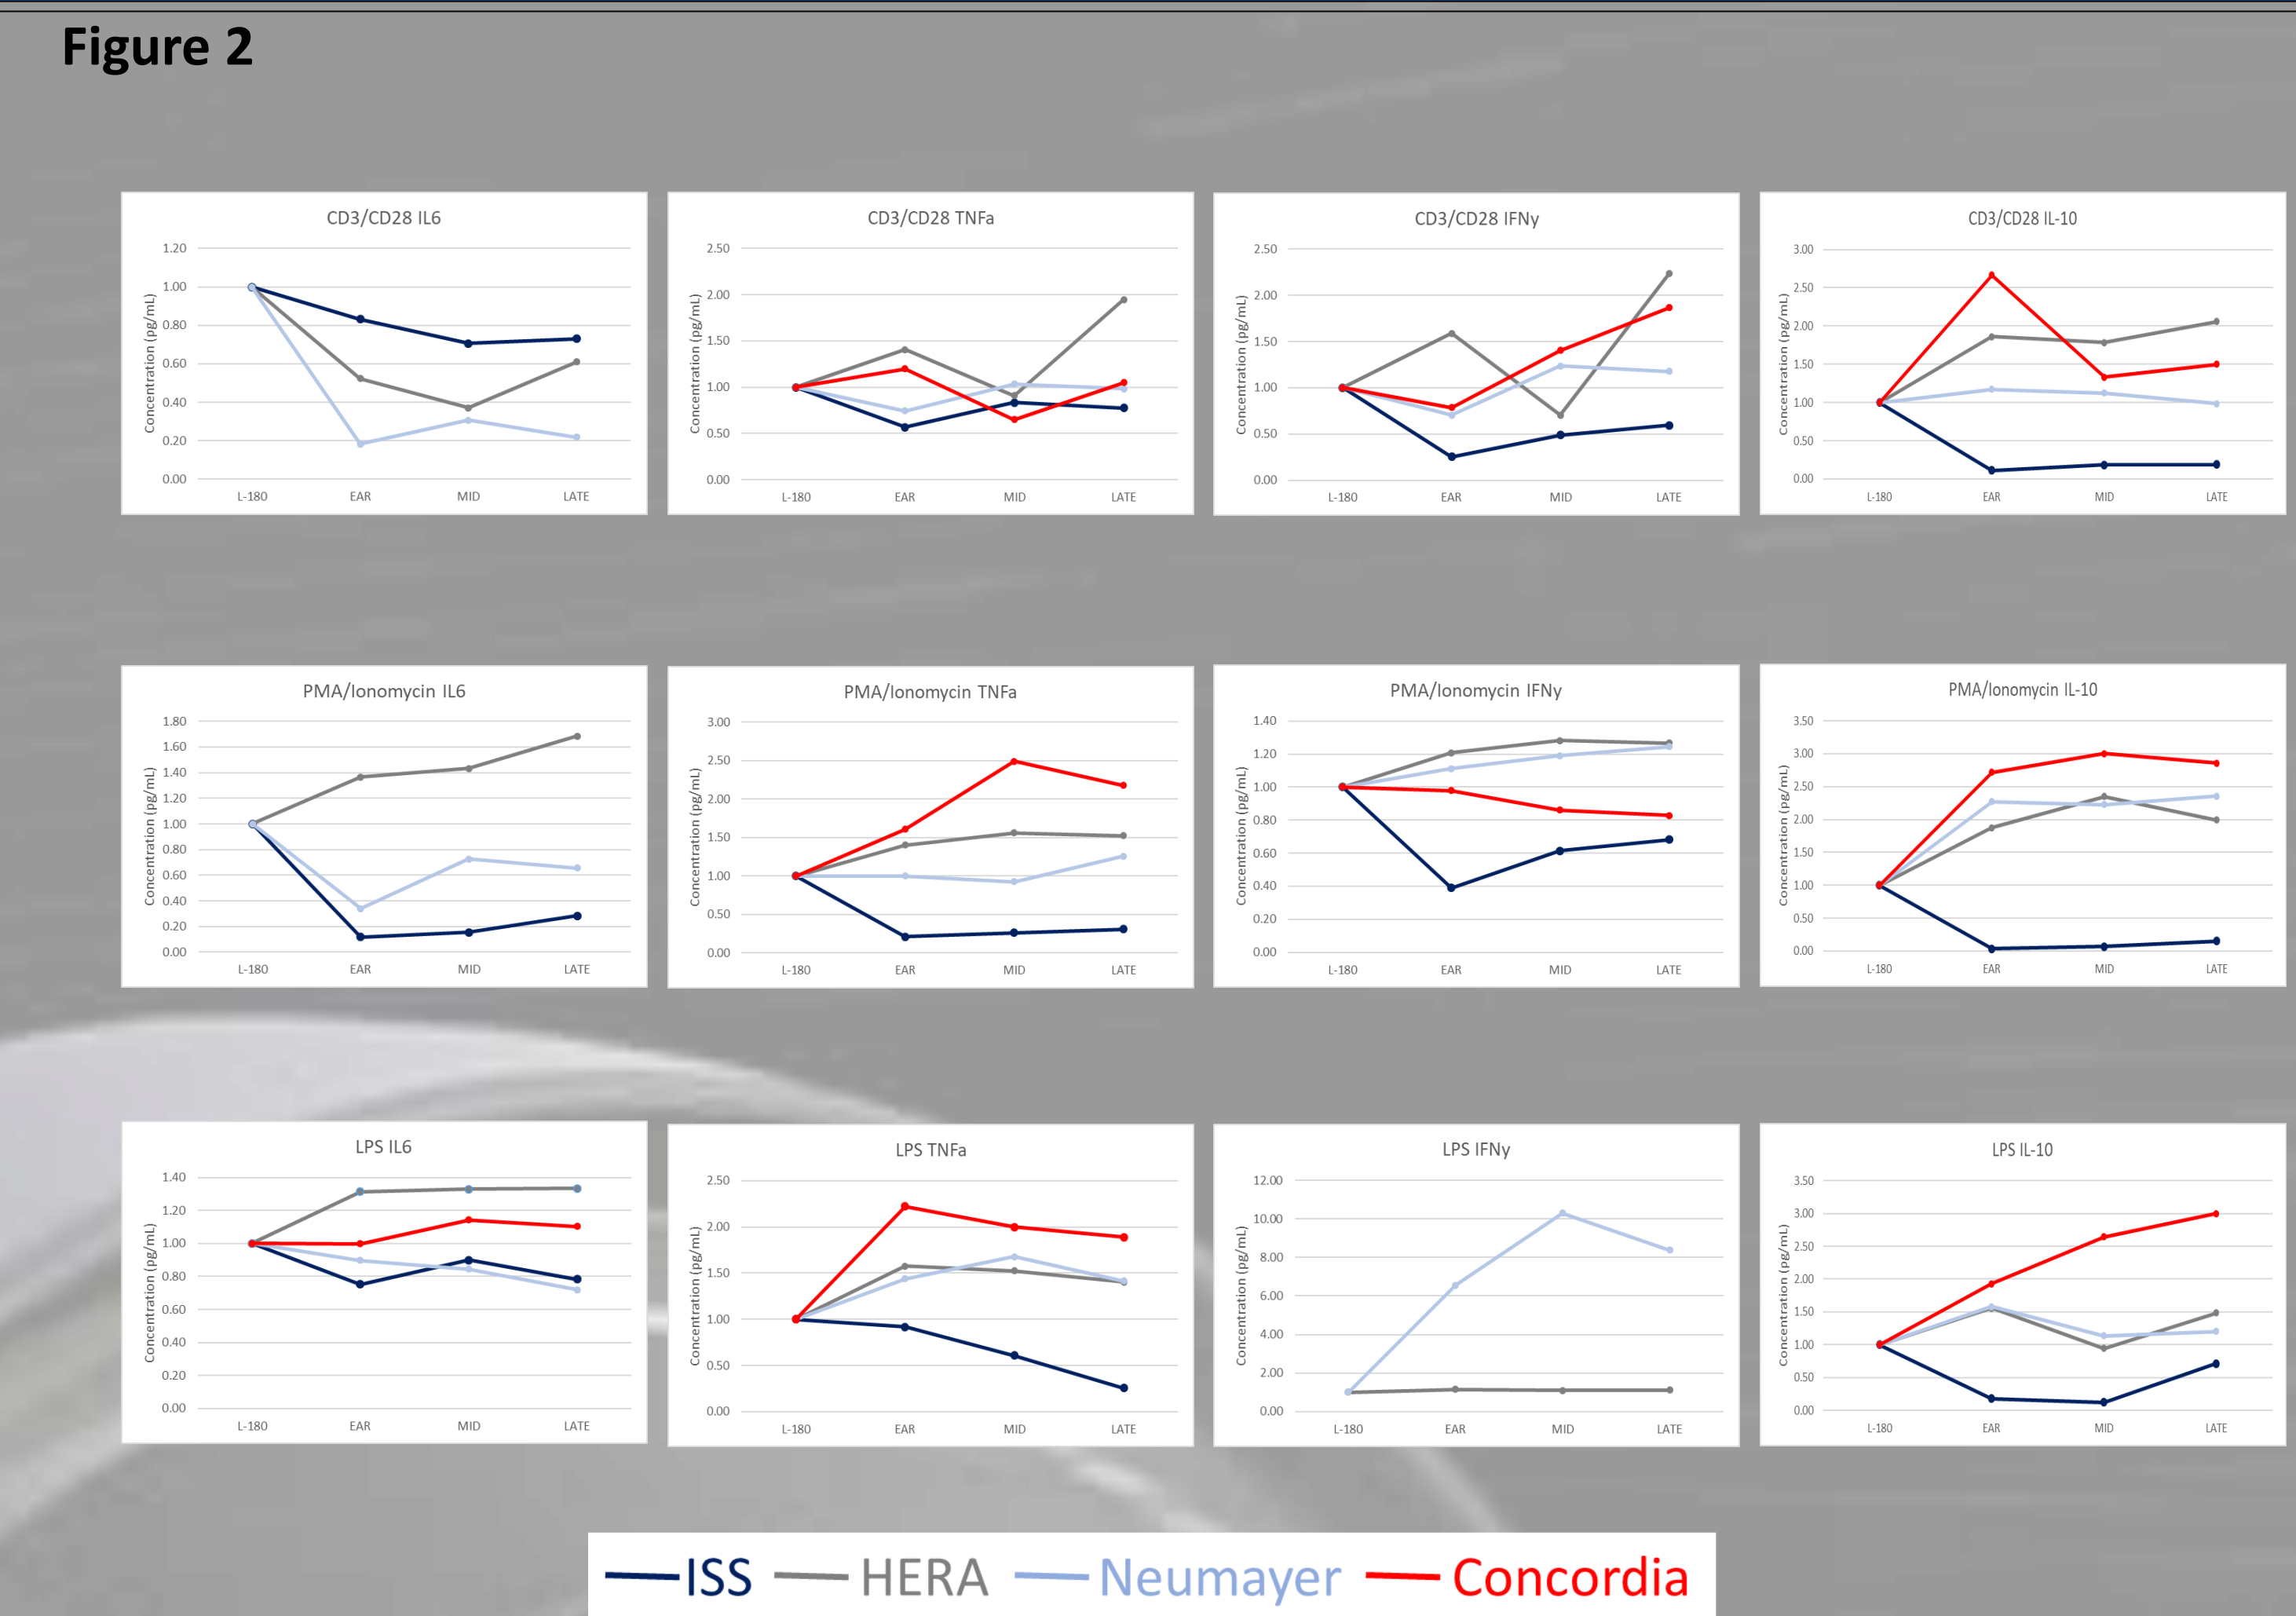 Figure 2
CD3/CD28 IL6
Concentration (pg/mL)
1.20
1.00
0.80
0.60
0.40
0.20
0.00
L-180 EAR MID LATE
CD3/CD28 TNFa
Concentration (pg/mL)
2.50
2.00
1.50
1.00
0.50
0.00
L-180 EAR MID LATE
CD3/CD28 IFNy
Concentration (pg/mL)
2.50
2.00
1.50
1.00
0.50
0.00
L-180 EAR MID LATE
CD3/CD28 IL-10
Concentration (pg/mL)
3.00
2.50
2.00
1.50
1.00
0.50
0.00
L-180 EAR MID LATE
PMA/Ionomycin IL6
Concentration (pg/mL)
1.80
1.60
1.40
1.20
1.00
0.80
0.60
0.40
0.20
0.00
L-180 EAR MID LATE
PMA/Ionomycin TNFa
Concentration (pg/mL)
3.00
2.50
2.00
1.50
1.00
0.50
0.00
L-180 EAR MID LATE
PMA/Ionomycin IFNy
Concentration (pg/mL)
1.40
1.20
1.00
0.80
0.60
0.40
0.20
0.00
L-180 EAR MID LATE
PMA/Ionomycin IL-10
Concentration (pg/mL)
3.50
3.00
2.50
2.00
1.50
1.00
0.50
0.00
L-180 EAR MID LATE
LPS IL6
Concentration (pg/mL)
1.40
1.20
1.00
0.80
0.60
0.40
0.20
0.00
L-180 EAR MID LATE
LPS TNFa
Concentration (pg/mL)
2.50
2.00
1.50
1.00
0.50
0.00
L-180 EAR MID LATE
LPS IFNy
Concentration (pg/mL)
12.00
10.00
8.00
6.00
4.00
2.00
0.00
L-180 EAR MID LATE
LPS IL-10
Concentration (pg/mL)
3.50
3.00
2.50
2.00
1.50
1.00
0.50
0.00
L-180 EAR MID LATE
ISS HERA Neumayer Concordia